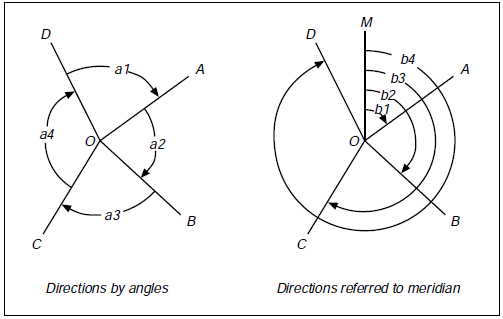 D
a1
A
a4
O
a2
a3
B
C
Directions by angles
M
D
b4
A
b3
b2
b1
O
B
C
Directions referred to meridian